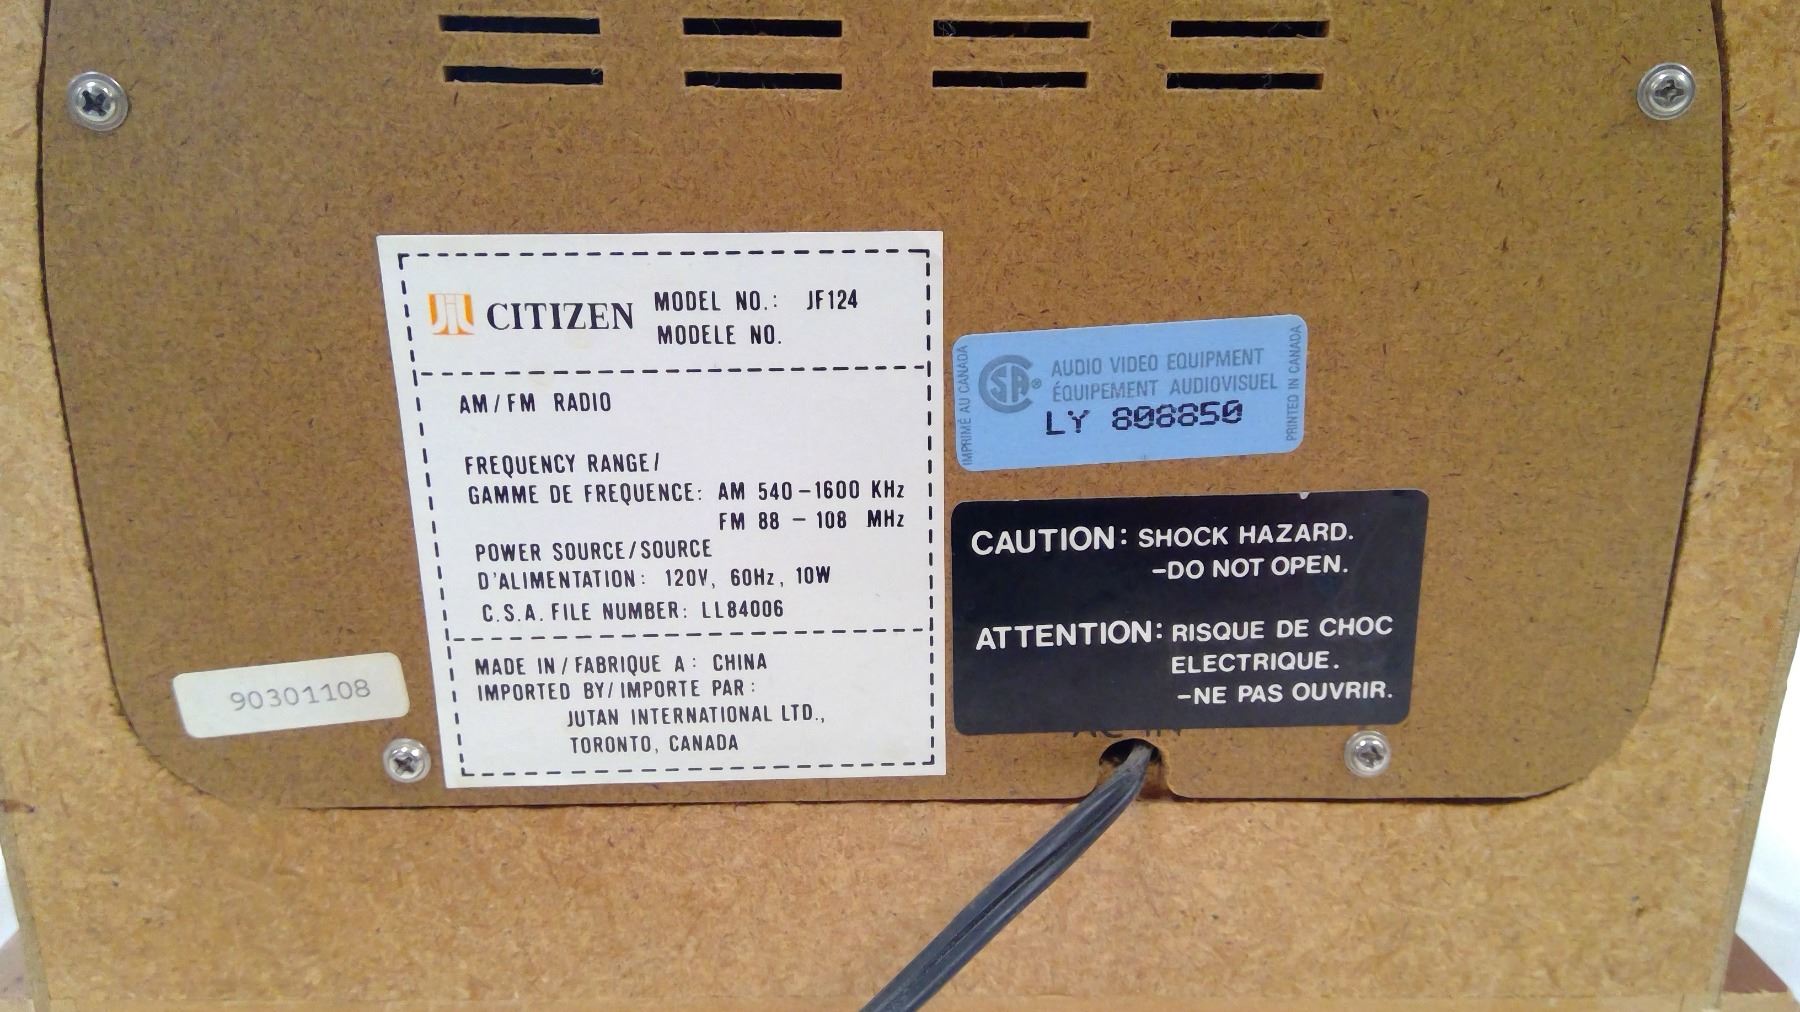 CITIZEN MODEL NO.: JF124
MODELE NO.
AM/FM RADIO
FREQUENCY RANGE/
GAMME DE FREQUENCE: AM 540-1600 KHz
FM 88 - 108 MHz
POWER SOURCE/SOURCE
D'ALIMENTATION: 120V, 60Hz, 10W
C.S.A. FILE NUMBER: LL84006
MADE IN/FABRIQUE A: CHINA
IMPORTED BY/IMPORTE PAR:
JUTAN INTERNATIONAL LTD.,
TORONTO, CANADA
90301108
IMPRIMÉ AU CANADA
SA®
AUDIO VIDEO EQUIPMENT
ÉQUIPEMENT AUDIOVISUEL
LY 808850
PRINTED IN CANADA
CAUTION: SHOCK HAZARD.
-DO NOT OPEN.
ATTENTION: RISQUE DE CHOC
ELECTRIQUE.
-NE PAS OUVRIR.